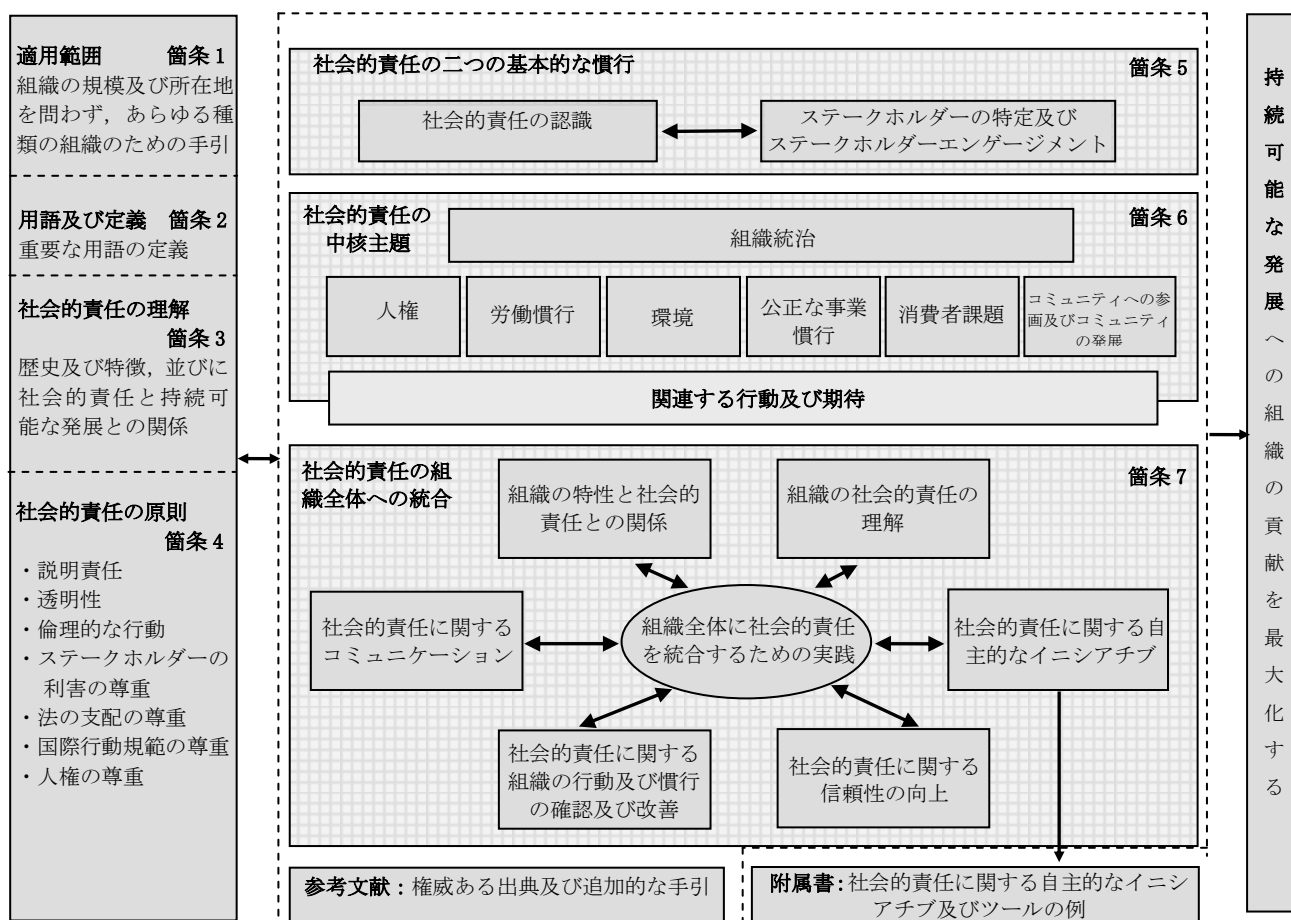 適用範囲 箇条 1
組織の規模及び所在地
を問わず，あらゆる種
類の組織のための手引
用語及び定義 箇条 2
重要な用語の定義
社会的責任の理解
箇条 3
歴史及び特徴，並びに
社会的責任と持続可
能な発展との関係
社会的責任の原則
箇条 4
・説明責任
・透明性
・倫理的な行動
・ステークホルダーの
利害の尊重
・法の支配の尊重
・国際行動規範の尊重
・人権の尊重
社会的責任の二つの基本的な慣行 箇条 5
社会的責任の認識
ステークホルダーの特定及び
ステークホルダーエンゲージメント
社会的責任の
中核主題
箇条 6
組織統治
人権
労働慣行
環境
公正な事業
慣行
消費者課題
コミュニティへの参
画及びコミュニティ
の発展
関連する行動及び期待
社会的責任の組
織全体への統合
箇条 7
組織の特性と社会的
責任との関係
組織の社会的責任の
理解
社会的責任に関する
コミュニケーション
組織全体に社会的責任
を統合するための実践
社会的責任に関する自
主的なイニシアチブ
社会的責任に関する
組織の行動及び慣行
の確認及び改善
社会的責任に関する
信頼性の向上
参考文献：権威ある出典及び追加的な手引
附属書：社会的責任に関する自主的なイニシ
アチブ及びツールの例
持続可能な発展への組織の貢献を最大化する